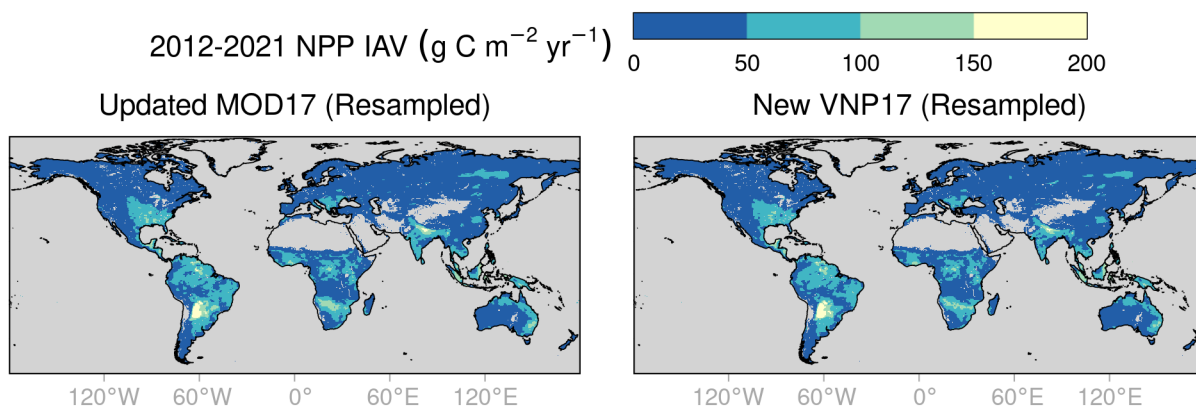 2012-2021 NPP IAV (g C m−2 yr−1)
0 50 100 150 200
Updated MOD17 (Resampled) New VNP17 (Resampled)
120°W 60°W 0° 60°E 120°E 120°W 60°W 0° 60°E 120°E